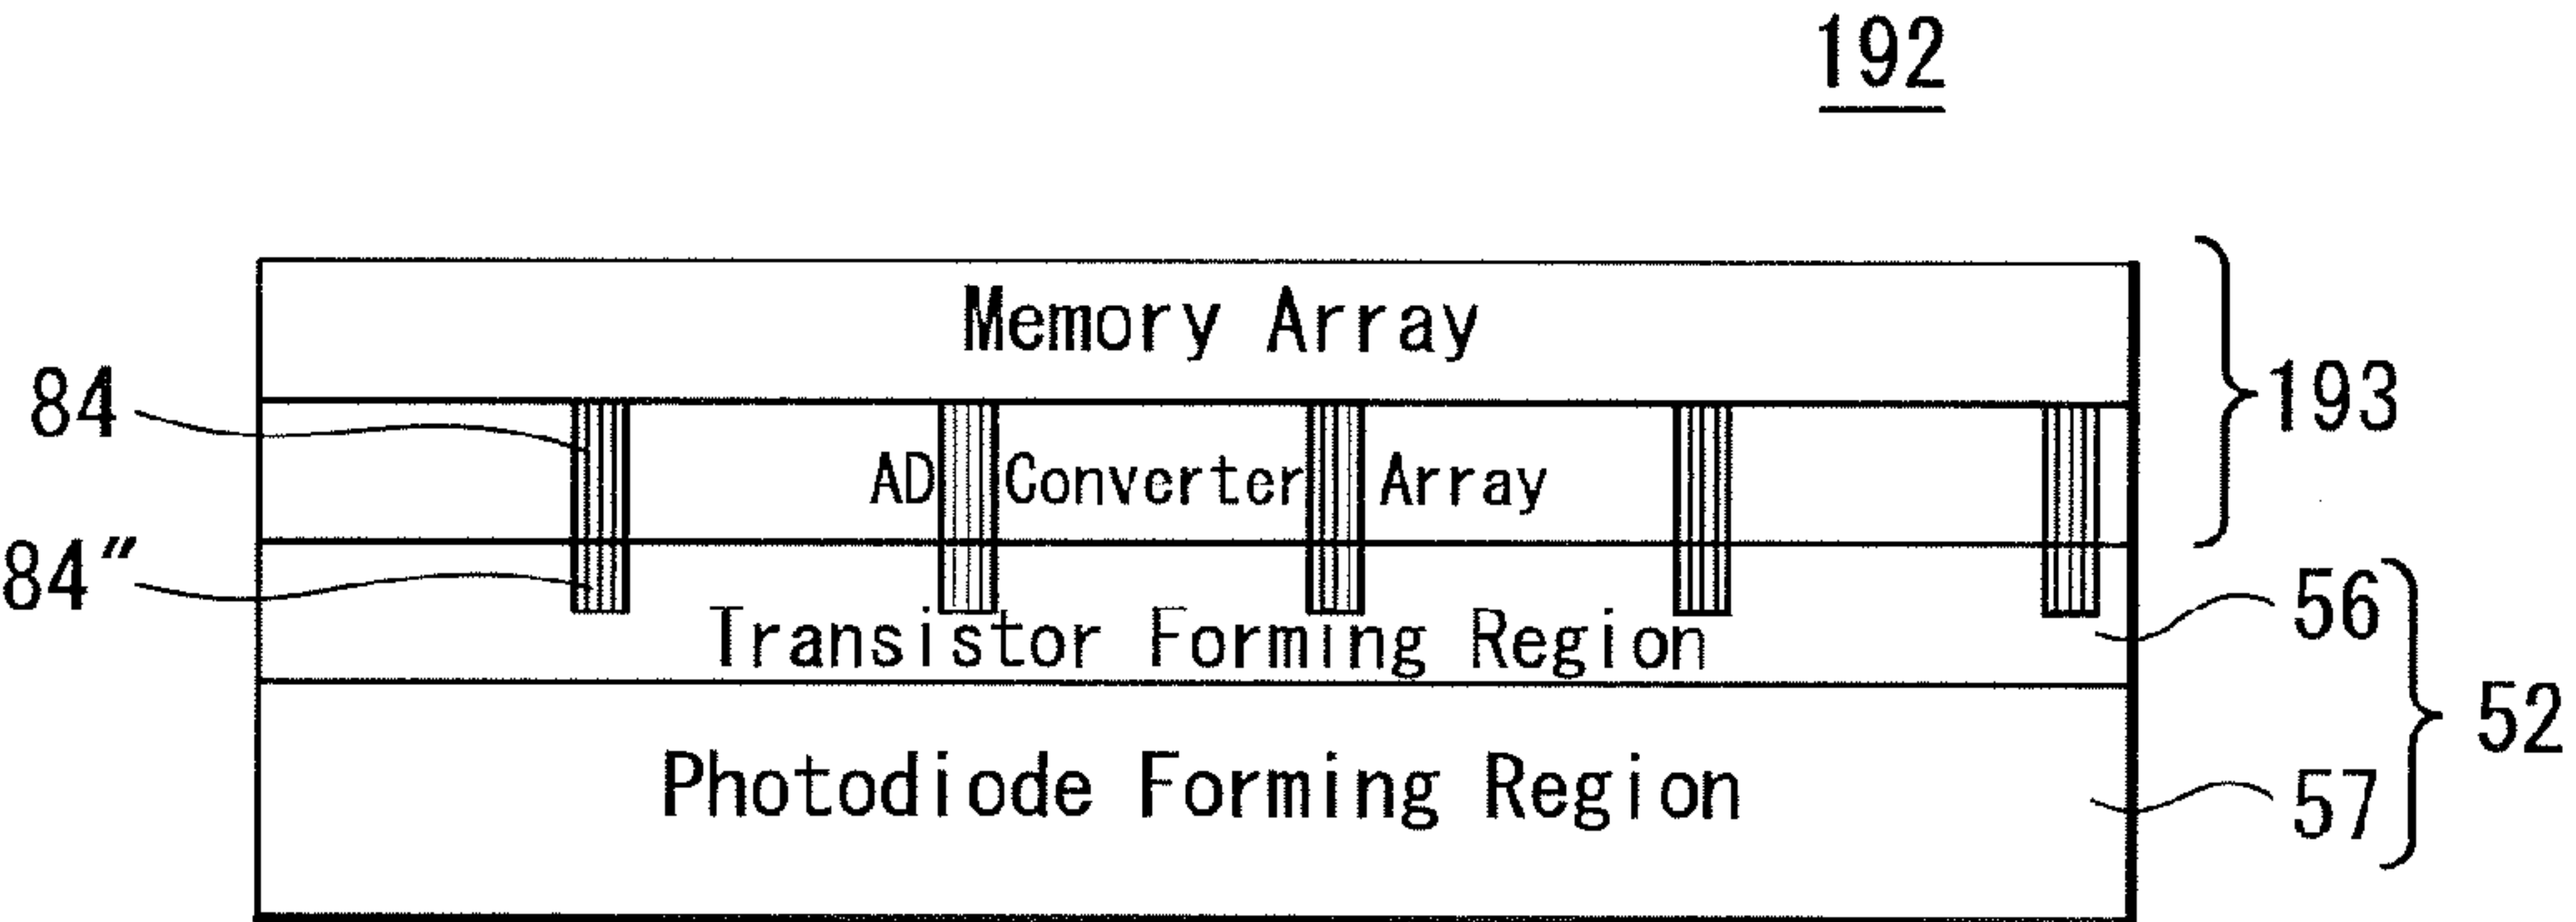 192
Memory Array
193
84
AD Converter Array
84″
56
Transistor Forming Region
52
Photodiode Forming Region
57